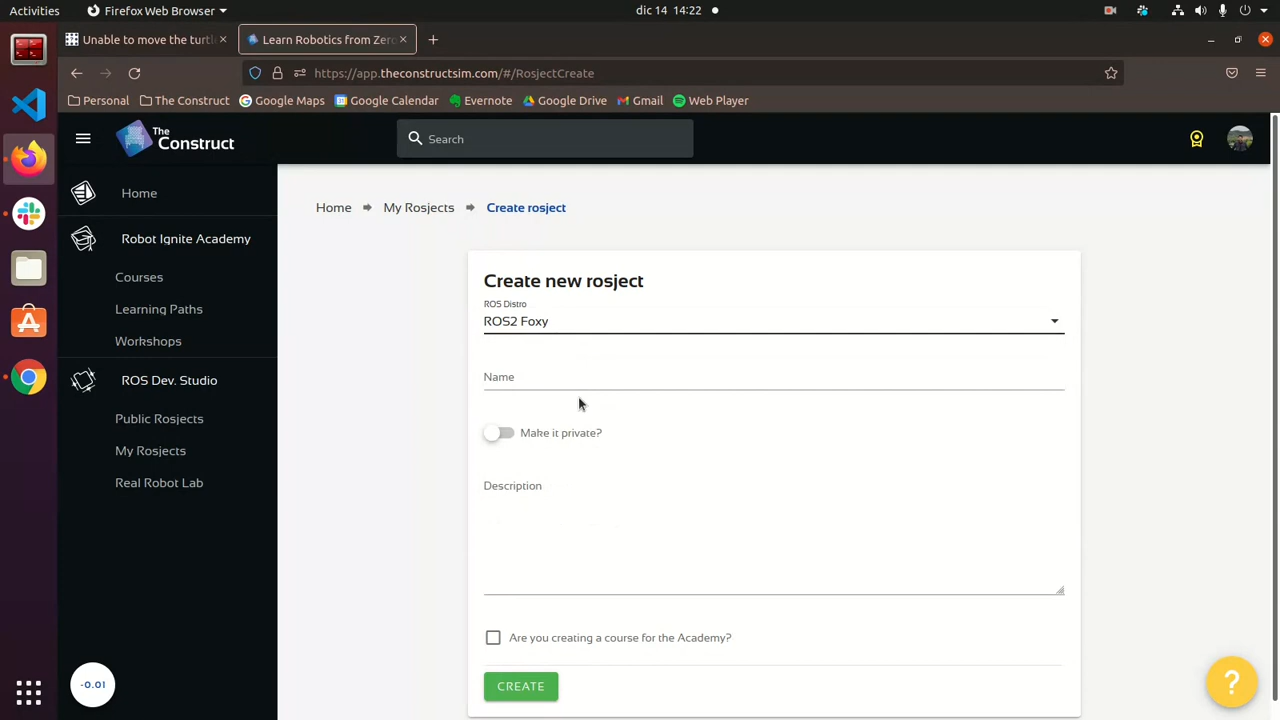 Activities
Firefox Web Browser
dic 14 14:22
Unable to move the turtl
Learn Robotics from Zero
https://app.theconstructsim.com/#/RosjectCreate
Personal
The Construct
Google Maps
Google Calendar
Evernote
Google Drive
Gmail
Web Player
The
Construct
Search
Home
Robot Ignite Academy
Courses
Learning Paths
Workshops
ROS Dev. Studio
Public Rosjects
My Rosjects
Real Robot Lab
-0.01
Home
My Rosjects
Create rosject
Create new rosject
ROS Distro
ROS2 Foxy
Name
Make it private?
Description
Are you creating a course for the Academy?
CREATE
?